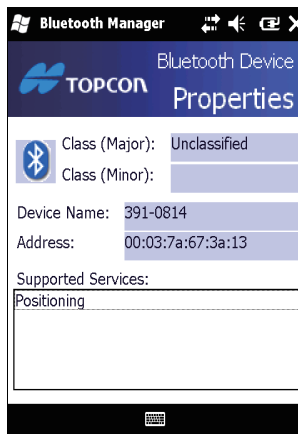 Bluetooth Manager
Bluetooth Device
TOPCON
Properties
Class (Major): Unclassified
Class (Minor):
Device Name: 391-0814
Address: 00:03:7a:67:3a:13
Supported Services:
Positioning